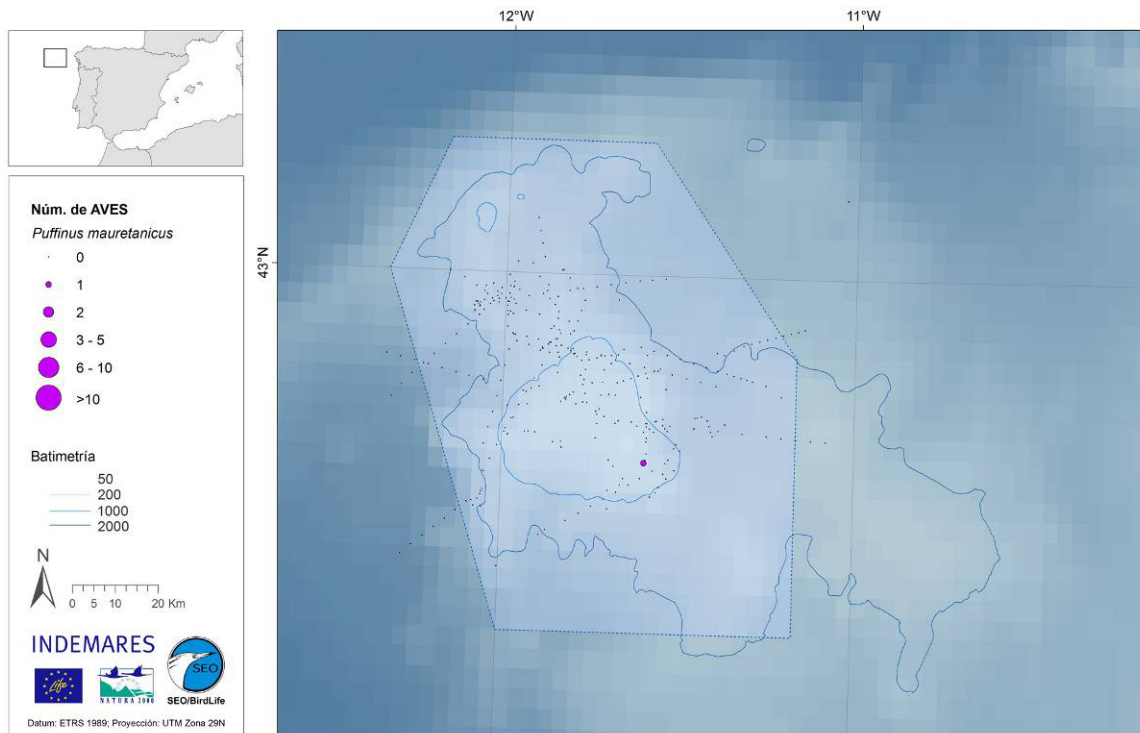 12°W
11°W
43°N
Núm. de AVES
Puffinus mauretanicus
0
1
2
3 - 5
6 - 10
>10
Batimetría
50
200
1000
2000
N
0 5 10 20 Km
INDEMARES
Life
NATURA 2000
SEO
SEO/BirdLife
Datum: ETRS 1989; Proyección: UTM Zona 29N